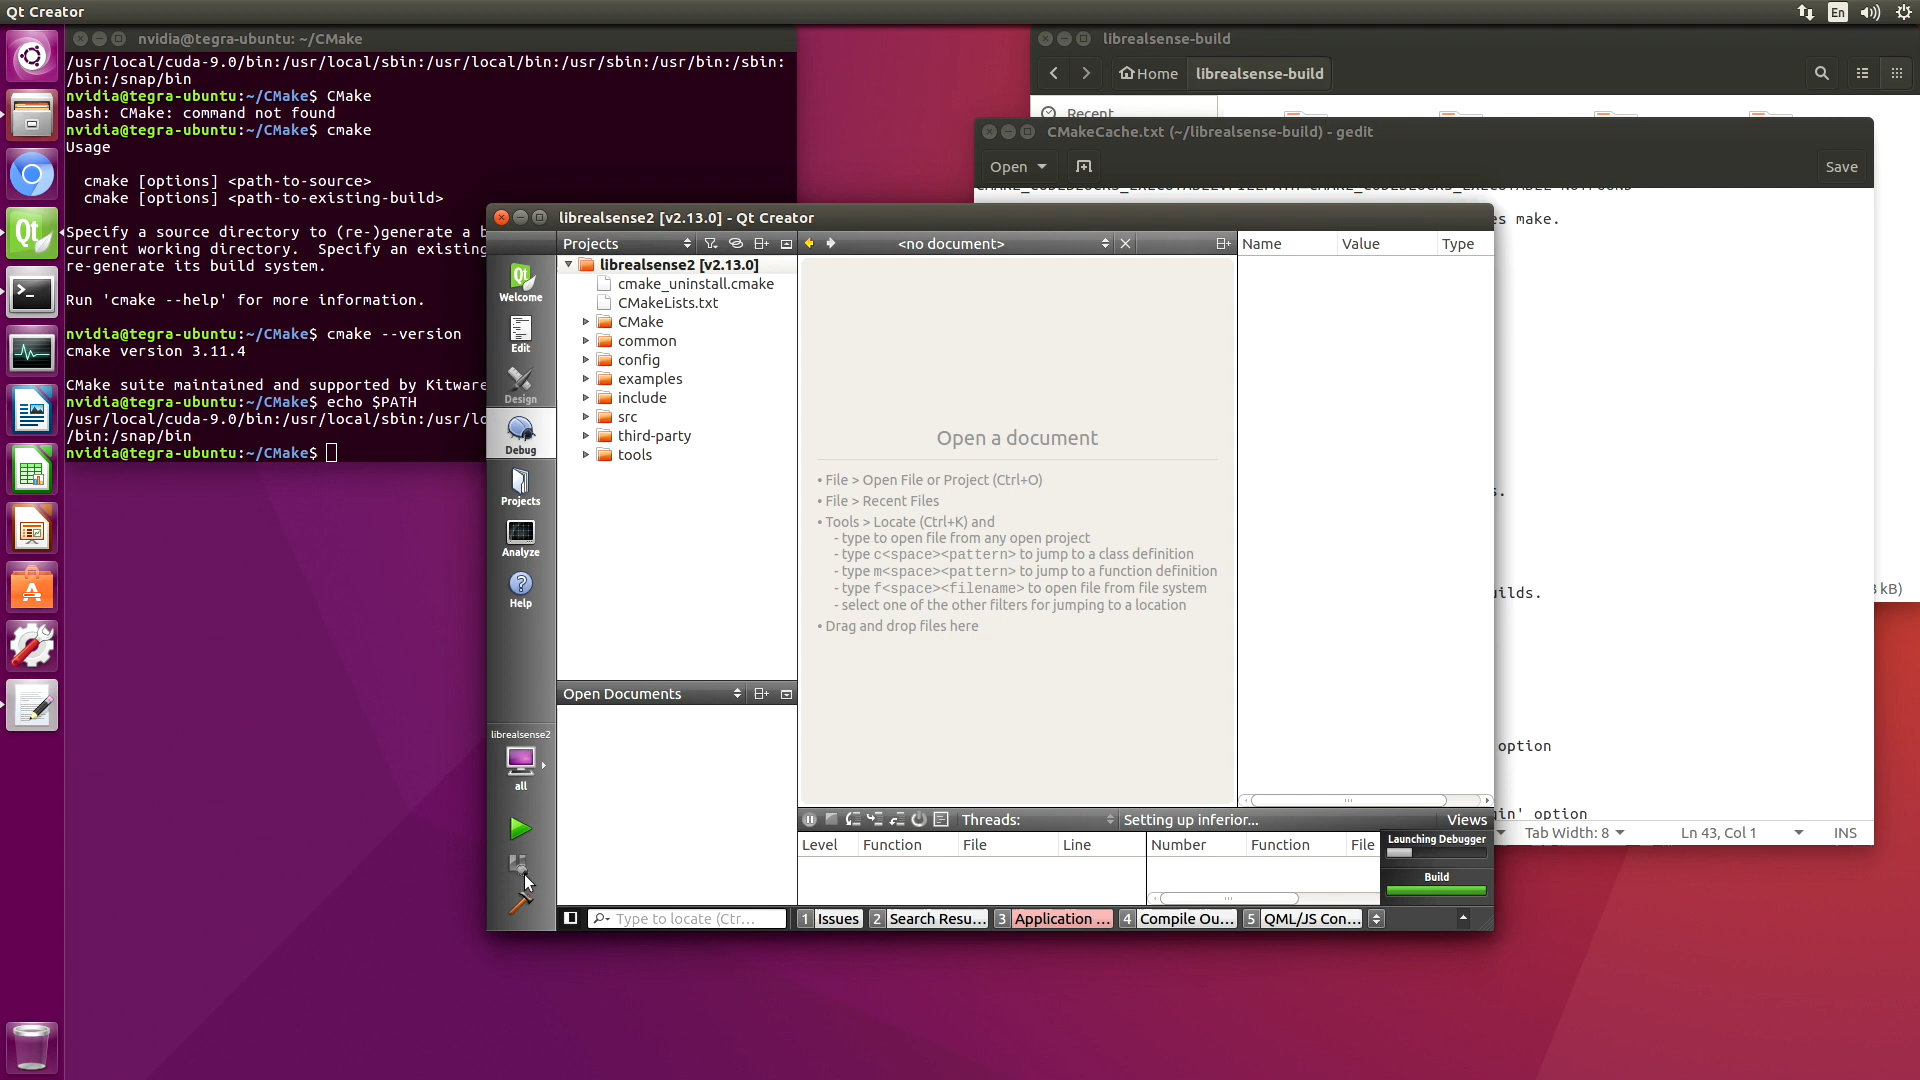 Qt Creator
En
nvidia@tegra-ubuntu: ~/CMake
/usr/local/cuda-9.0/bin:/usr/local/sbin:/usr/local/bin:/usr/sbin:/usr/bin:/sbin:
/bin:/snap/bin
nvidia@tegra-ubuntu:~/CMake$ CMake
bash: CMake: command not found
nvidia@tegra-ubuntu:~/CMake$ cmake
Usage
cmake [options] <path-to-source>
cmake [options] <path-to-existing-build>
Specify a source directory to (re-)generate a b
current working directory.  Specify an existing
re-generate its build system.
Run 'cmake --help' for more information.
nvidia@tegra-ubuntu:~/CMake$ cmake --version
cmake version 3.11.4
CMake suite maintained and supported by Kitware
nvidia@tegra-ubuntu:~/CMake$ echo $PATH
/usr/local/cuda-9.0/bin:/usr/local/sbin:/usr/lo
/bin:/snap/bin
nvidia@tegra-ubuntu:~/CMake$
librealsense-build
Home librealsense-build
Recent
CMakeCache.txt (~/librealsense-build) - gedit
Open Save
es make.
s.
uilds.
option
in' option
kB)
Tab Width: 8 Ln 43, Col 1 INS
librealsense2 [v2.13.0] - Qt Creator
Projects <no document> Name Value Type
Welcome
Edit
Design
Debug
Projects
Analyze
Help
librealsense2
all
librealsense2 [v2.13.0]
cmake_uninstall.cmake
CMakeLists.txt
CMake
common
config
examples
include
src
third-party
tools
Open Documents
Open a document
• File > Open File or Project (Ctrl+O)
• File > Recent Files
• Tools > Locate (Ctrl+K) and
- type to open file from any open project
- type c<space><pattern> to jump to a class definition
- type m<space><pattern> to jump to a function definition
- type f<space><filename> to open file from file system
- select one of the other filters for jumping to a location
• Drag and drop files here
Threads: Setting up inferior... Views
Level Function File Line Number Function File
Launching Debugger
Build
Type to locate (Ctr... 1 Issues 2 Search Resu... 3 Application ... 4 Compile Ou... 5 QML/JS Con...